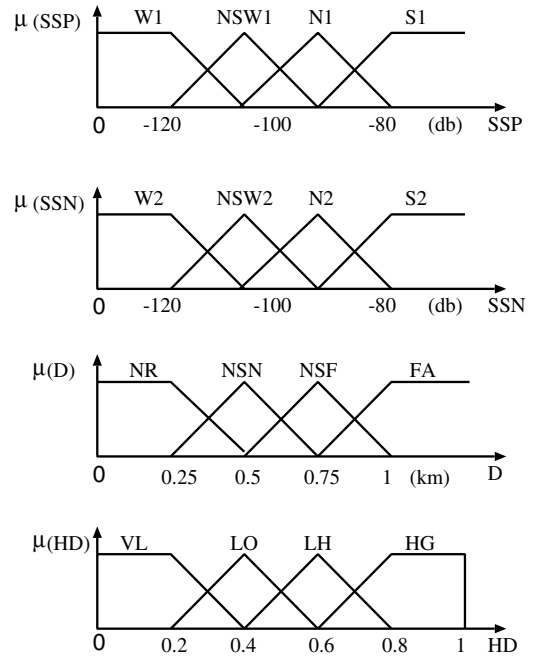 μ (SSP)
W1 NSW1 N1 S1
0 -120 -100 -80 (db) SSP
μ (SSN)
W2 NSW2 N2 S2
0 -120 -100 -80 (db) SSN
μ(D)
NR NSN NSF FA
0 0.25 0.5 0.75 1 (km) D
μ(HD)
VL LO LH HG
0 0.2 0.4 0.6 0.8 1 HD